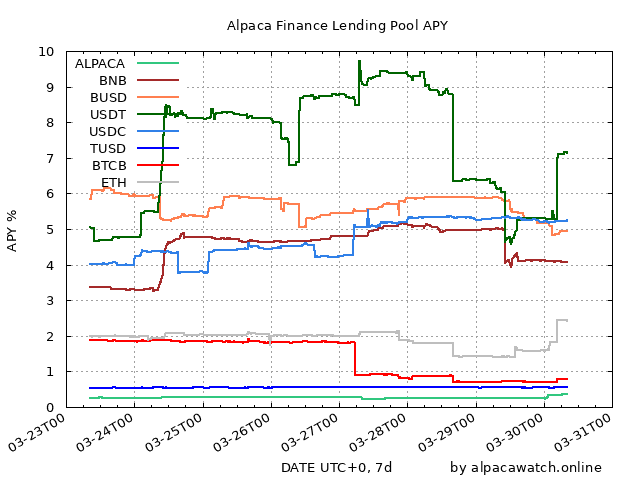 Alpaca Finance Lending Pool APY
10
9
8
7
6
5
4
3
2
1
0
APY %
ALPACA
BNB
BUSD
USDT
USDC
TUSD
BTCB
ETH
03-23T00
03-24T00
03-25T00
03-26T00
03-27T00
03-28T00
03-29T00
03-30T00
03-31T00
DATE UTC+0, 7d
by alpacawatch.online